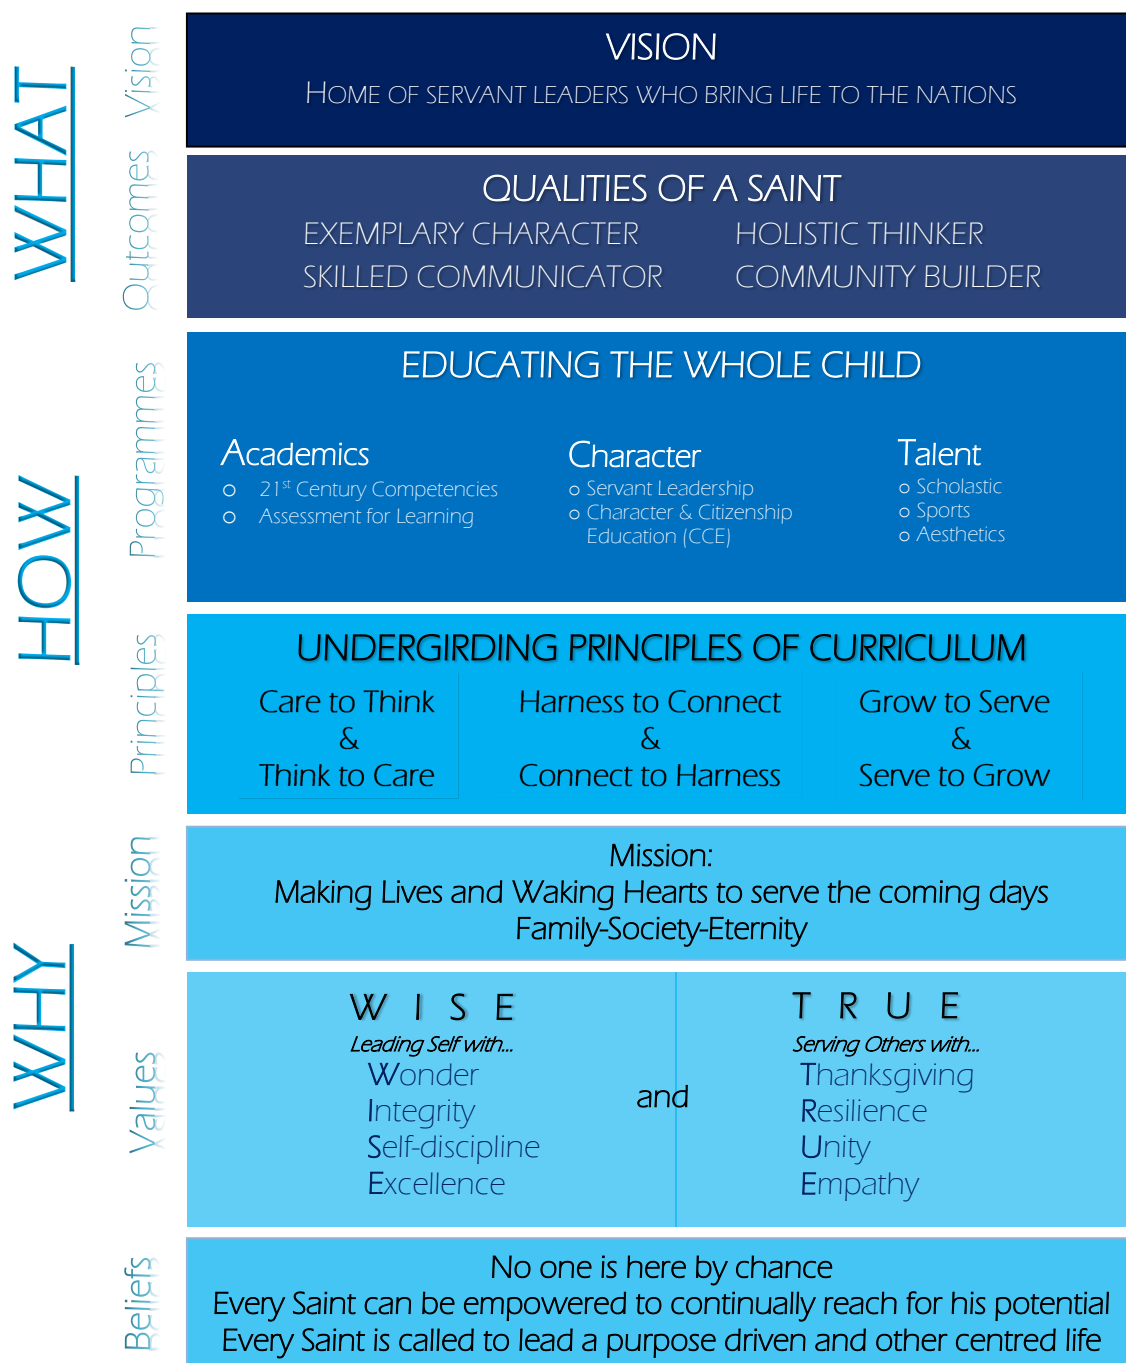 WHAT
Vision
VISION
HOME OF SERVANT LEADERS WHO BRING LIFE TO THE NATIONS
Outcomes
QUALITIES OF A SAINT
EXEMPLARY CHARACTER HOLISTIC THINKER
SKILLED COMMUNICATOR COMMUNITY BUILDER
HOW
Programmes
EDUCATING THE WHOLE CHILD
Academics
o 21st Century Competencies
o Assessment for Learning
Character
o Servant Leadership
o Character & Citizenship
Education (CCE)
Talent
o Scholastic
o Sports
o Aesthetics
Principles
UNDERGIRDING PRINCIPLES OF CURRICULUM
Care to Think
&
Think to Care
Harness to Connect
&
Connect to Harness
Grow to Serve
&
Serve to Grow
WHY
Mission
Mission:
Making Lives and Waking Hearts to serve the coming days
Family-Society-Eternity
Values
W I S E
Leading Self with...
Wonder
Integrity
Self-discipline
Excellence
and
T R U E
Serving Others with...
Thanksgiving
Resilience
Unity
Empathy
Beliefs
No one is here by chance
Every Saint can be empowered to continually reach for his potential
Every Saint is called to lead a purpose driven and other centred life